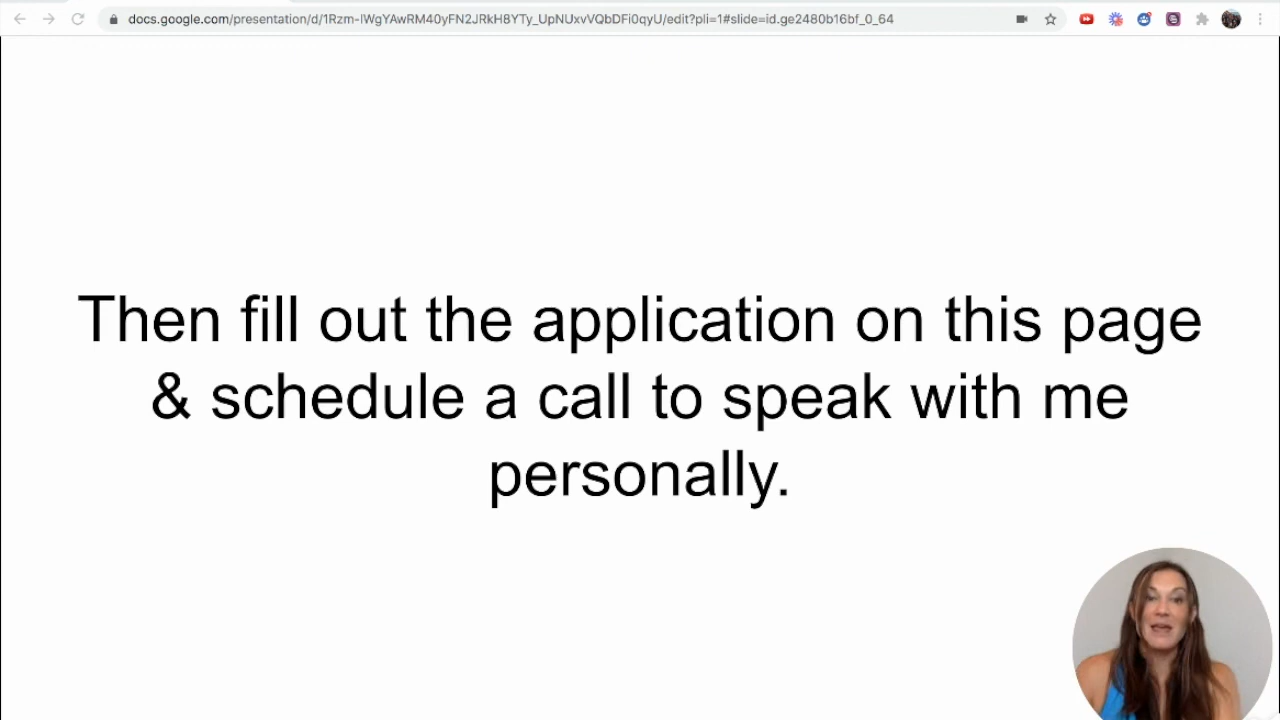 docs.google.com/presentation/d/1Rzm-IWgYAwRM40yFN2JRkH8YTy_UpNUxvVQbDFi0qyU/edit?pli=1#slide=id.ge2480b16bf_0_64
Then fill out the application on this page
& schedule a call to speak with me
personally.